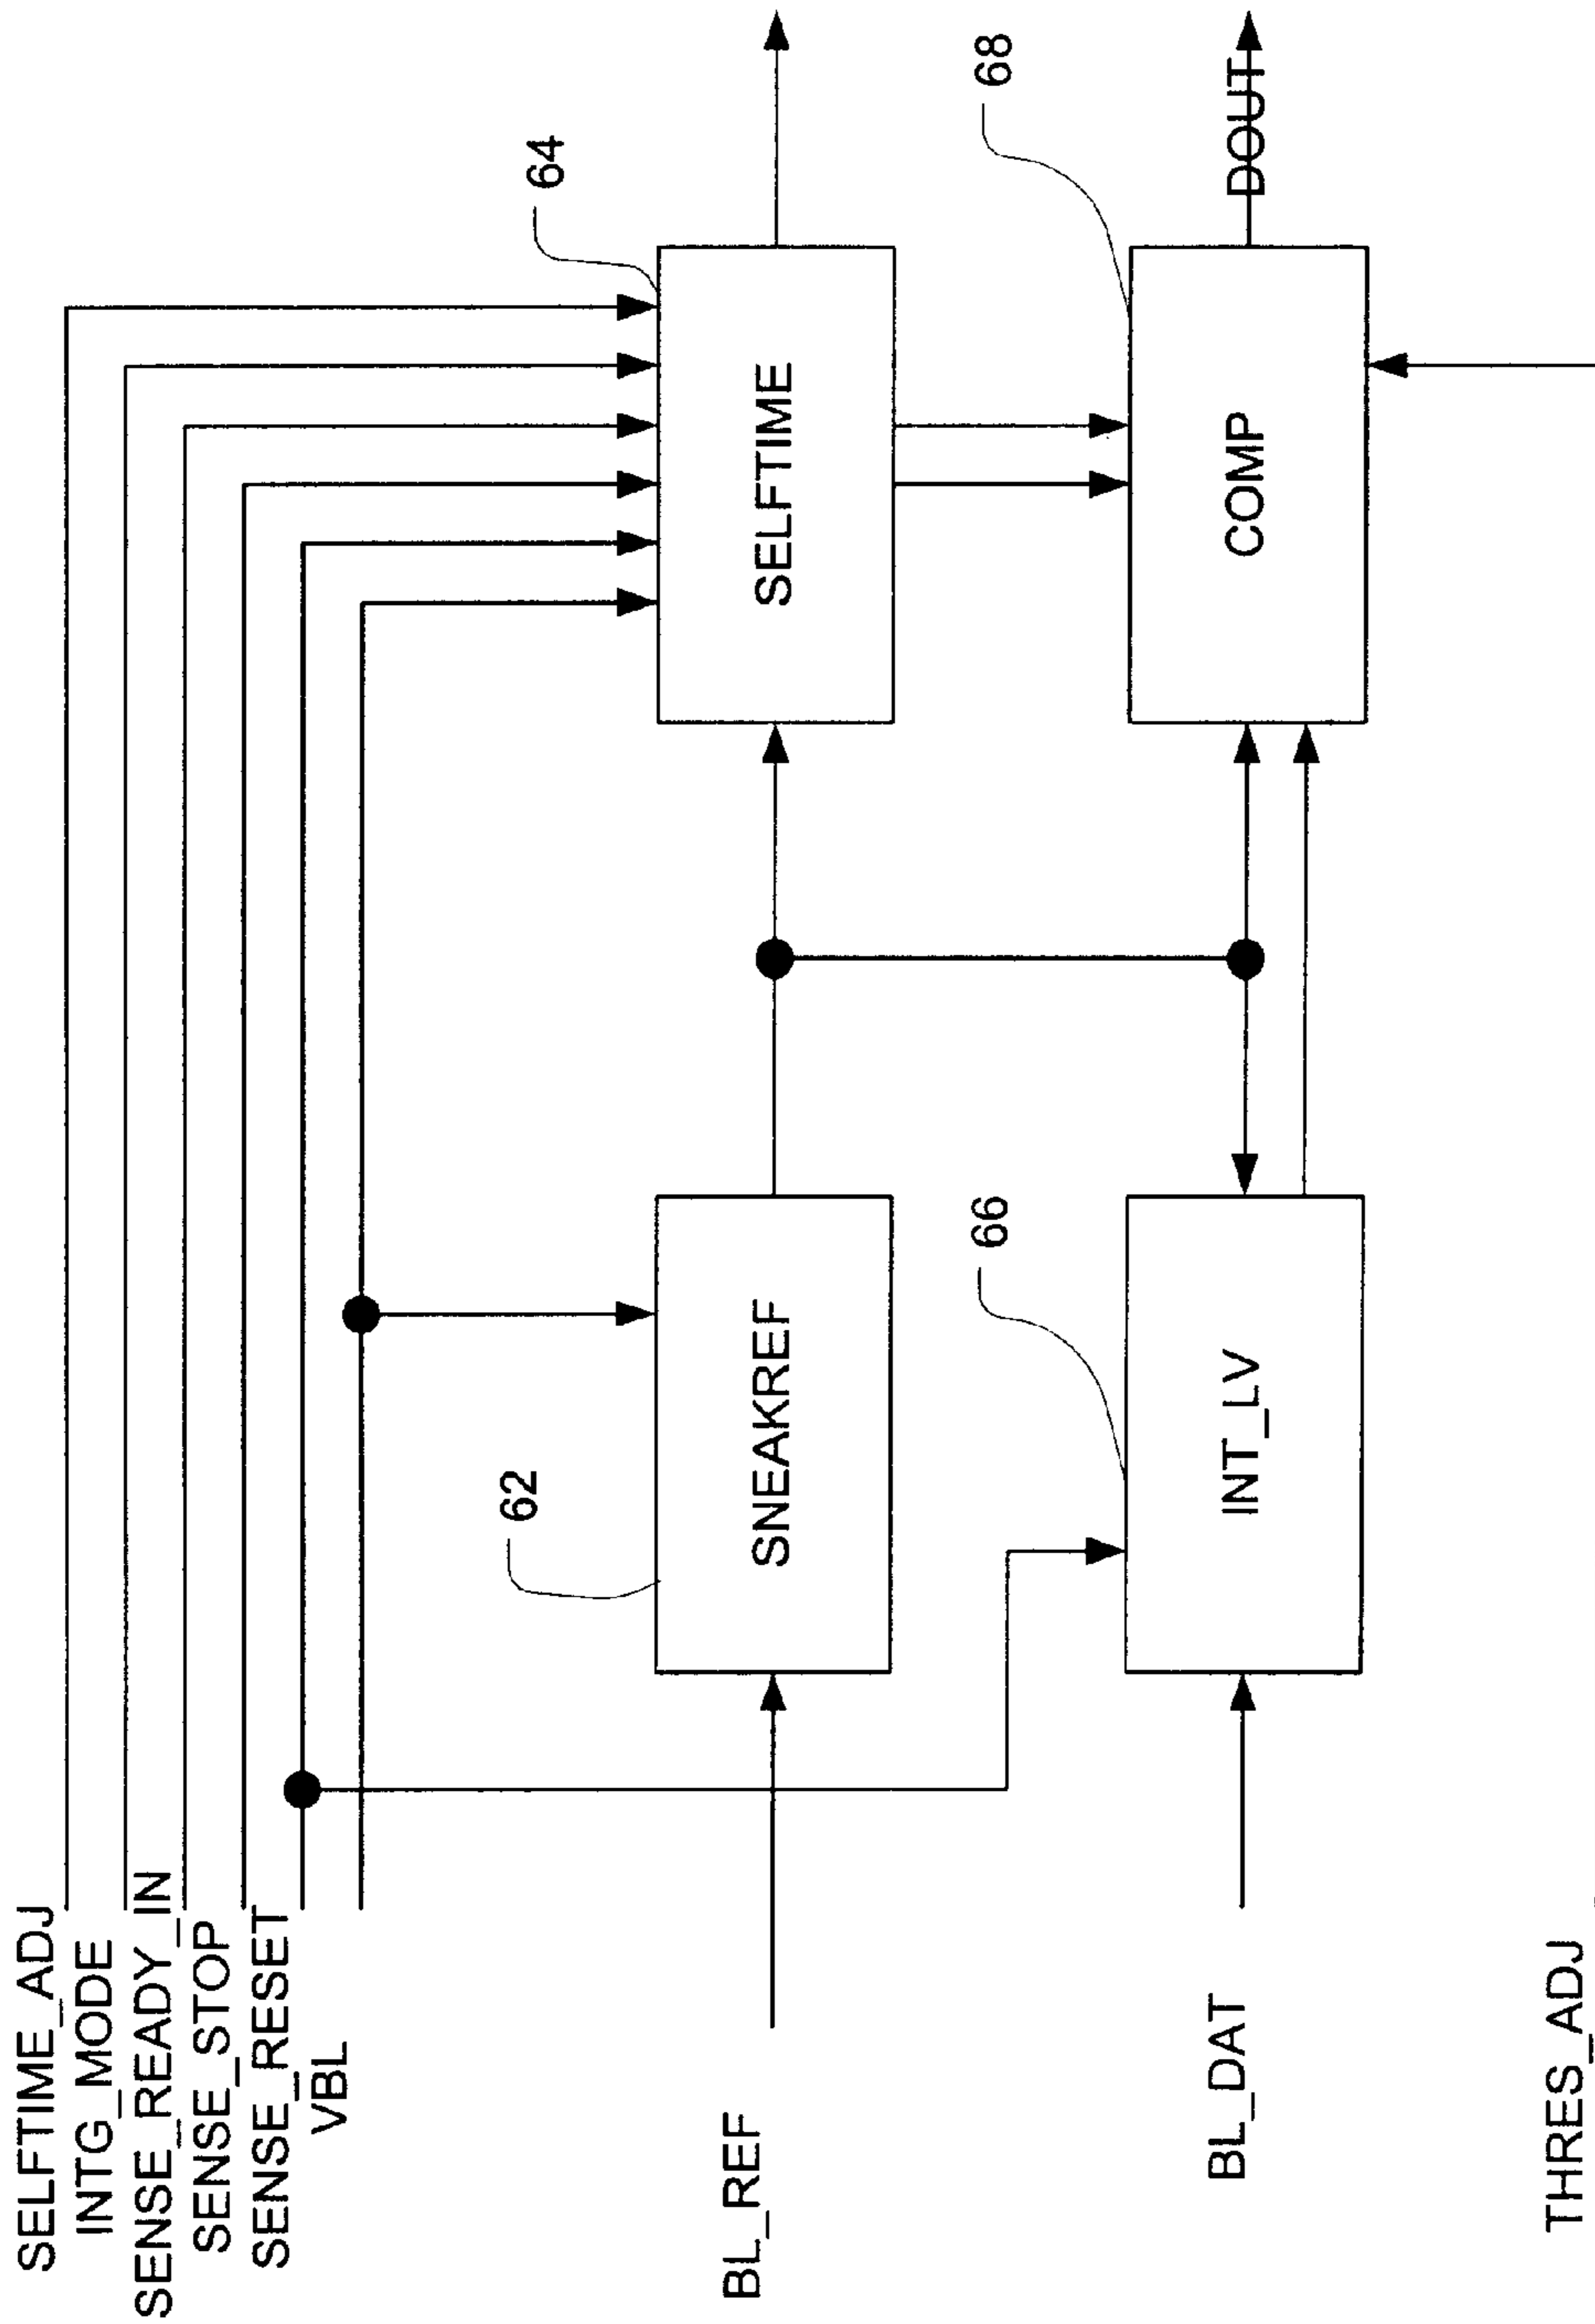 SELFTIME_ADJ
INTG_MODE
SENSE_READY_IN
SENSE_STOP
SENSE_RESET
VBL
BL_REF
62
SNEAKREF
64
SELFTIME
BL_DAT
66
INT_LV
68
COMP
DOUT
THRES_ADJ